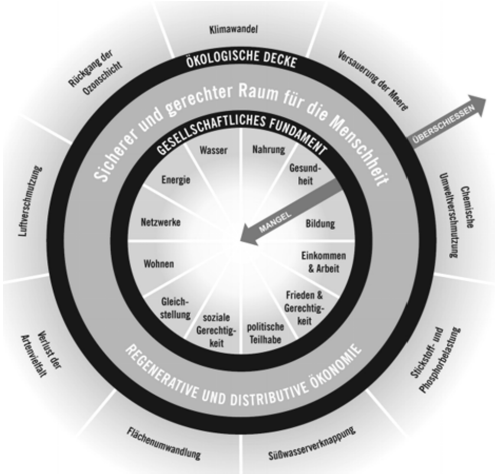 Klimawandel
Versauerung der Meere
Chemische
Umweltverschmutzung
Stickstoff- und
Phosphorbelastung
Süßwasserverknappung
Flächenumwandlung
Verlust der
Artenvielfalt
Luftverschmutzung
Rückgang der
Ozonschicht
ÖKOLOGISCHE DECKE
ÜBERSCHIESSEN
Sicherer und gerechter Raum für die Menschheit
GESELLSCHAFTLICHES FUNDAMENT
Wasser
Nahrung
Gesund-
heit
MANGEL
Bildung
Einkommen
& Arbeit
Frieden &
Gerechtig-
keit
politische
Teilhabe
soziale
Gerechtig-
keit
Gleich-
stellung
Wohnen
Netzwerke
Energie
REGENERATIVE UND DISTRIBUTIVE ÖKONOMIE